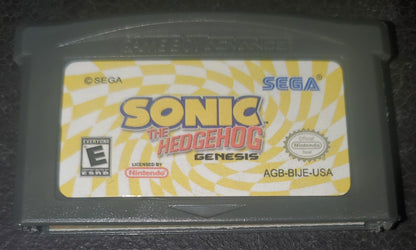 GAME BOY ADVANCE
© SEGA
SEGA
SONIC
THE HEDGEHOG
GENESIS
TM
EVERYONE
E
ESRB
LICENSED BY
Nintendo
Official
Nintendo
Seal
AGB-BIJE-USA